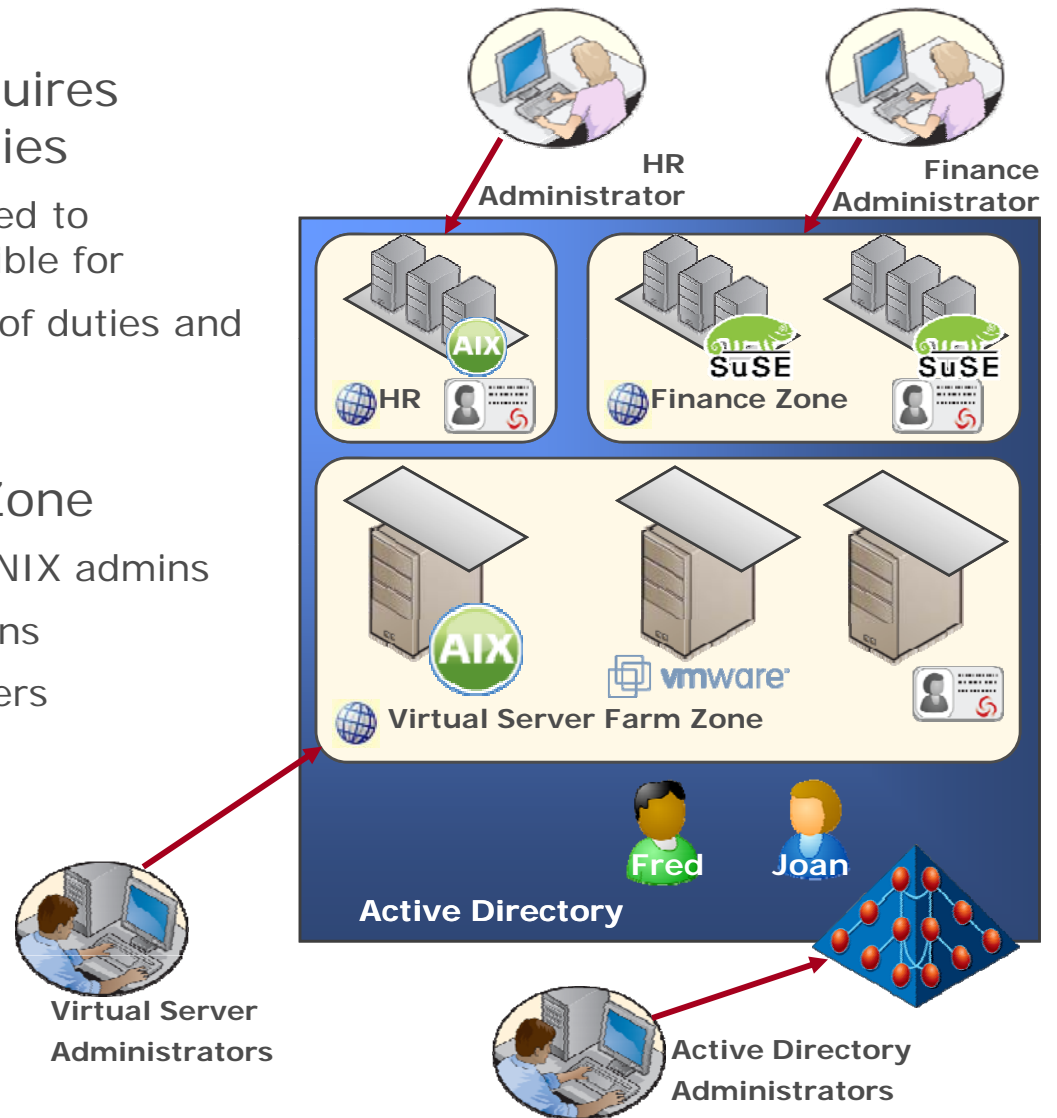 uires
ies
ed to
ible for
of duties and
Zone
NIX admins
ns
ers
HR
Administrator
Finance
Administrator
AIX
HR
SuSE
SuSE
Finance Zone
AIX
vmware
Virtual Server Farm Zone
Fred
Joan
Active Directory
Virtual Server
Administrators
Active Directory
Administrators